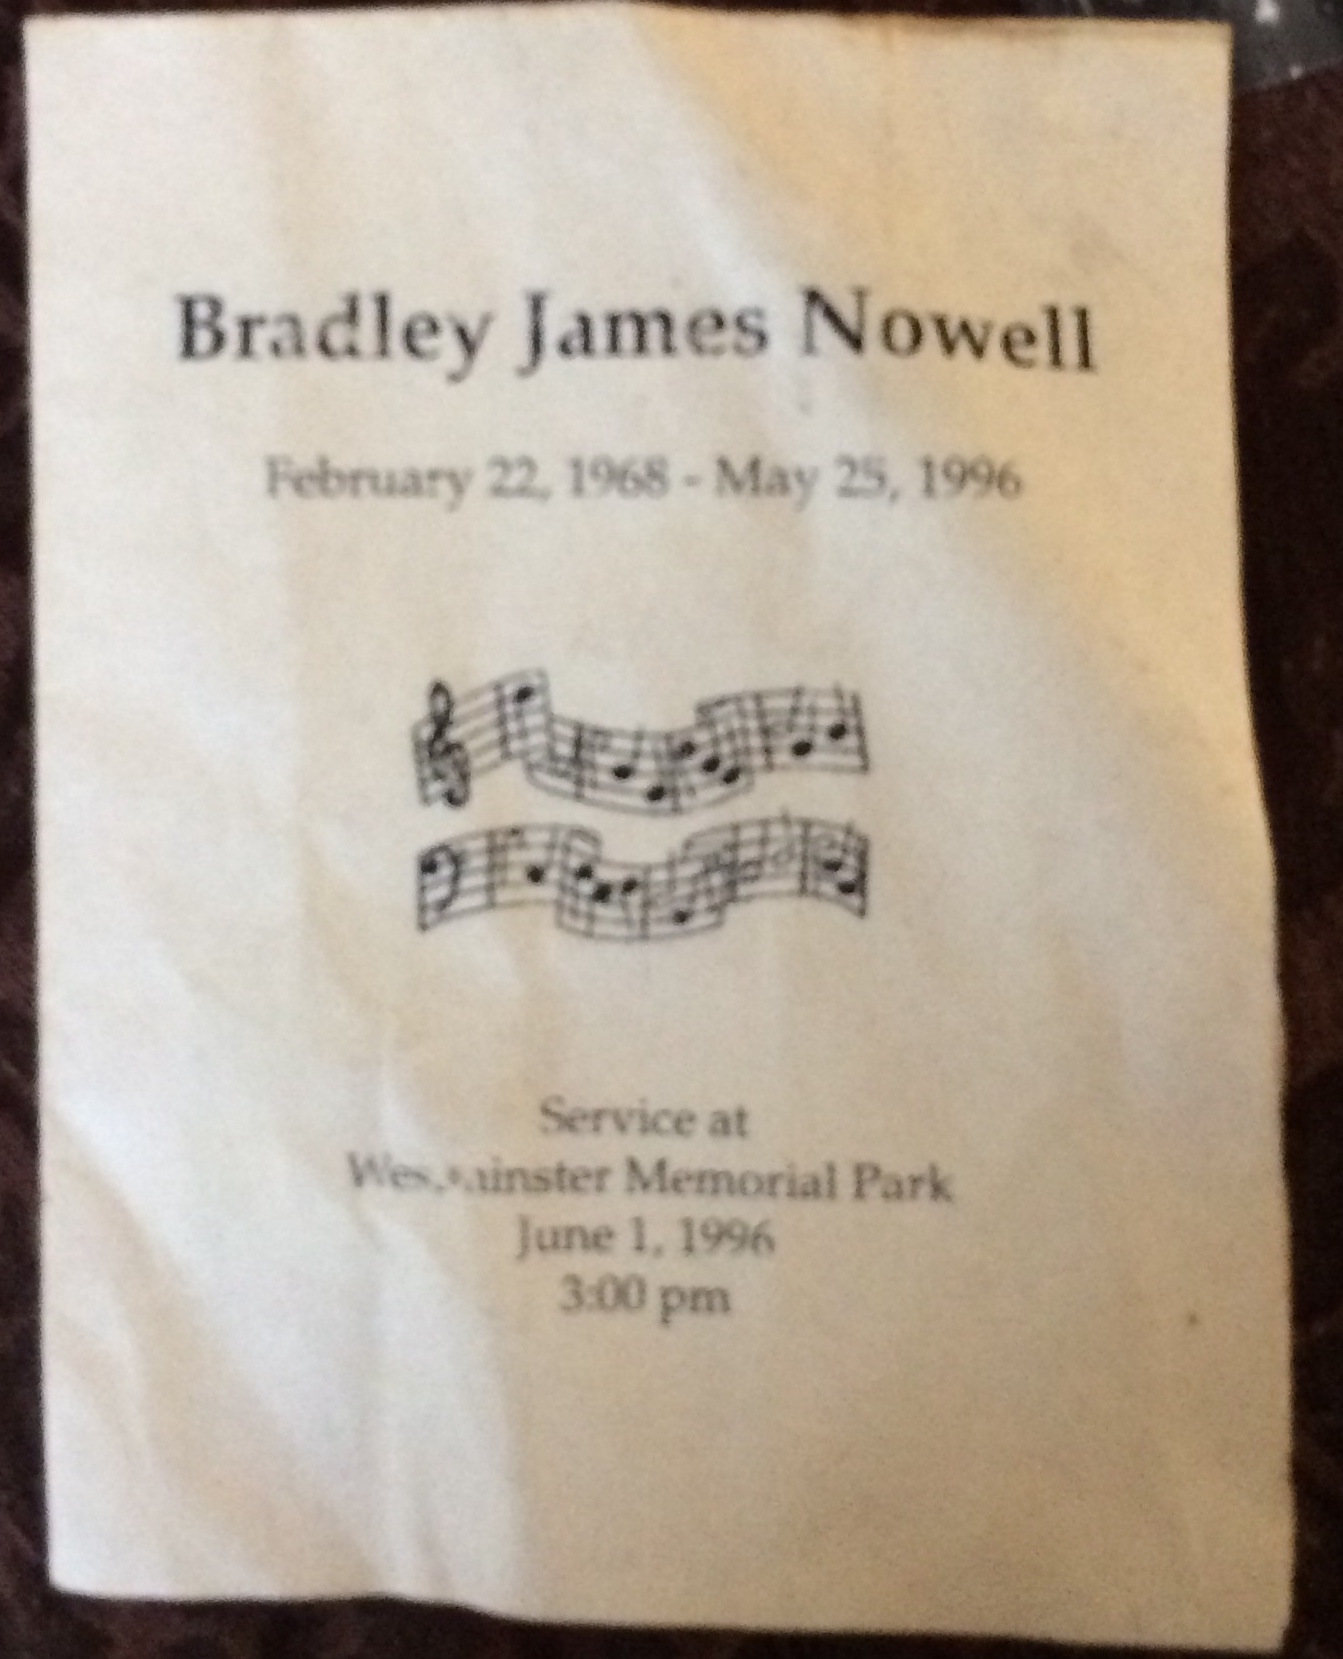 Bradley James Nowell
February 22, 1968 - May 25, 1996
Service at
Westminster Memorial Park
June 1, 1996
3:00 pm